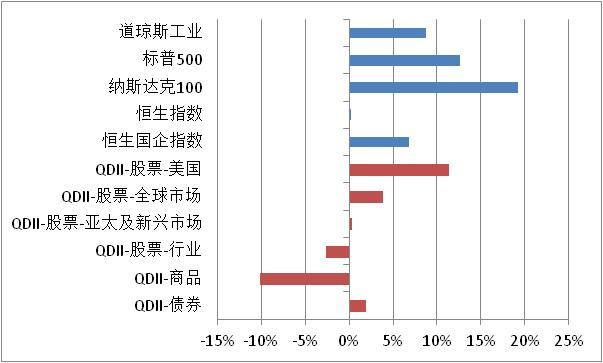 道琼斯工业
标普500
纳斯达克100
恒生指数
恒生国企指数
QDII-股票-美国
QDII-股票-全球市场
QDII-股票-亚太及新兴市场
QDII-股票-行业
QDII-商品
QDII-债券
-15% -10% -5% 0% 5% 10% 15% 20% 25%